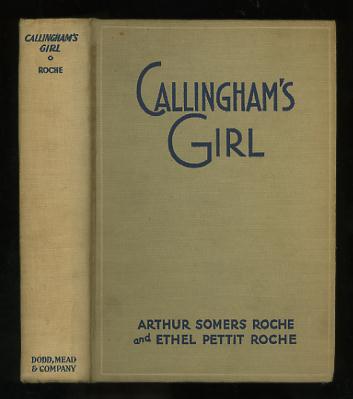 CALLINGHAM'S
GIRL
ROCHE
DODD, MEAD
& COMPANY
CALLINGHAM'S
GIRL
ARTHUR SOMERS ROCHE
and ETHEL PETTIT ROCHE